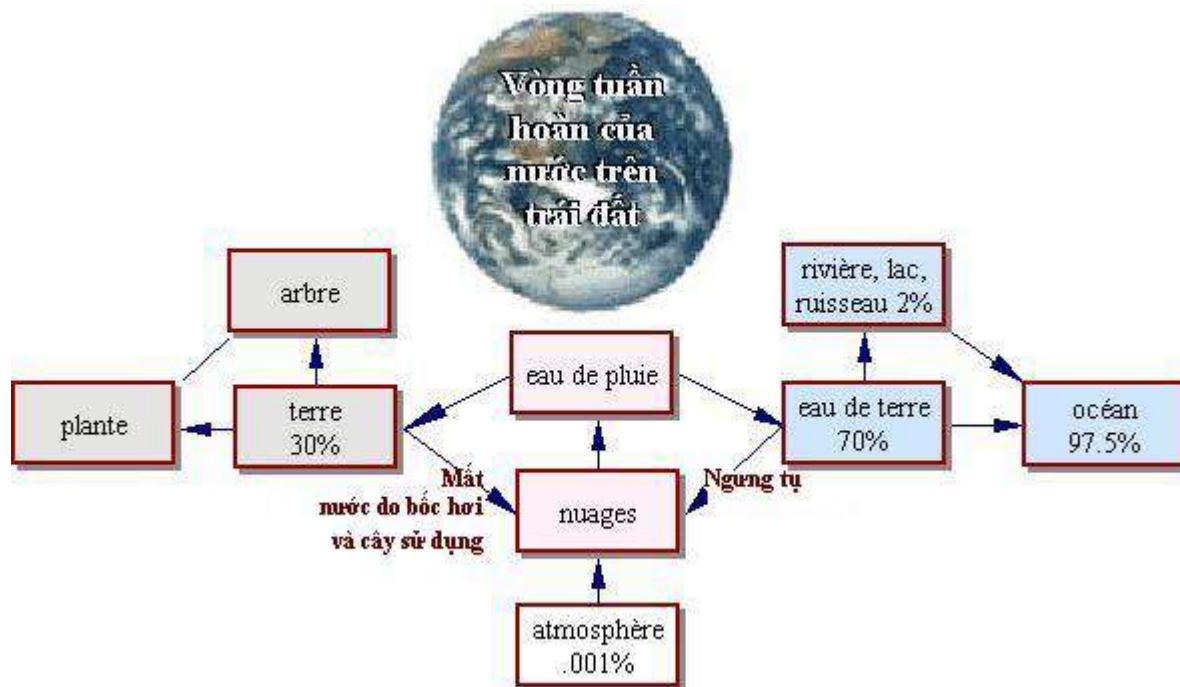 Vòng tuần
hoàn của
nước trên
trái đất
arbre
rivière, lac,
ruisseau 2%
eau de pluie
plante
terre
30%
eau de terre
70%
océan
97.5%
Mất
nước do bốc hơi
và cây sử dụng
Ngưng tụ
nuages
atmosphère
.001%